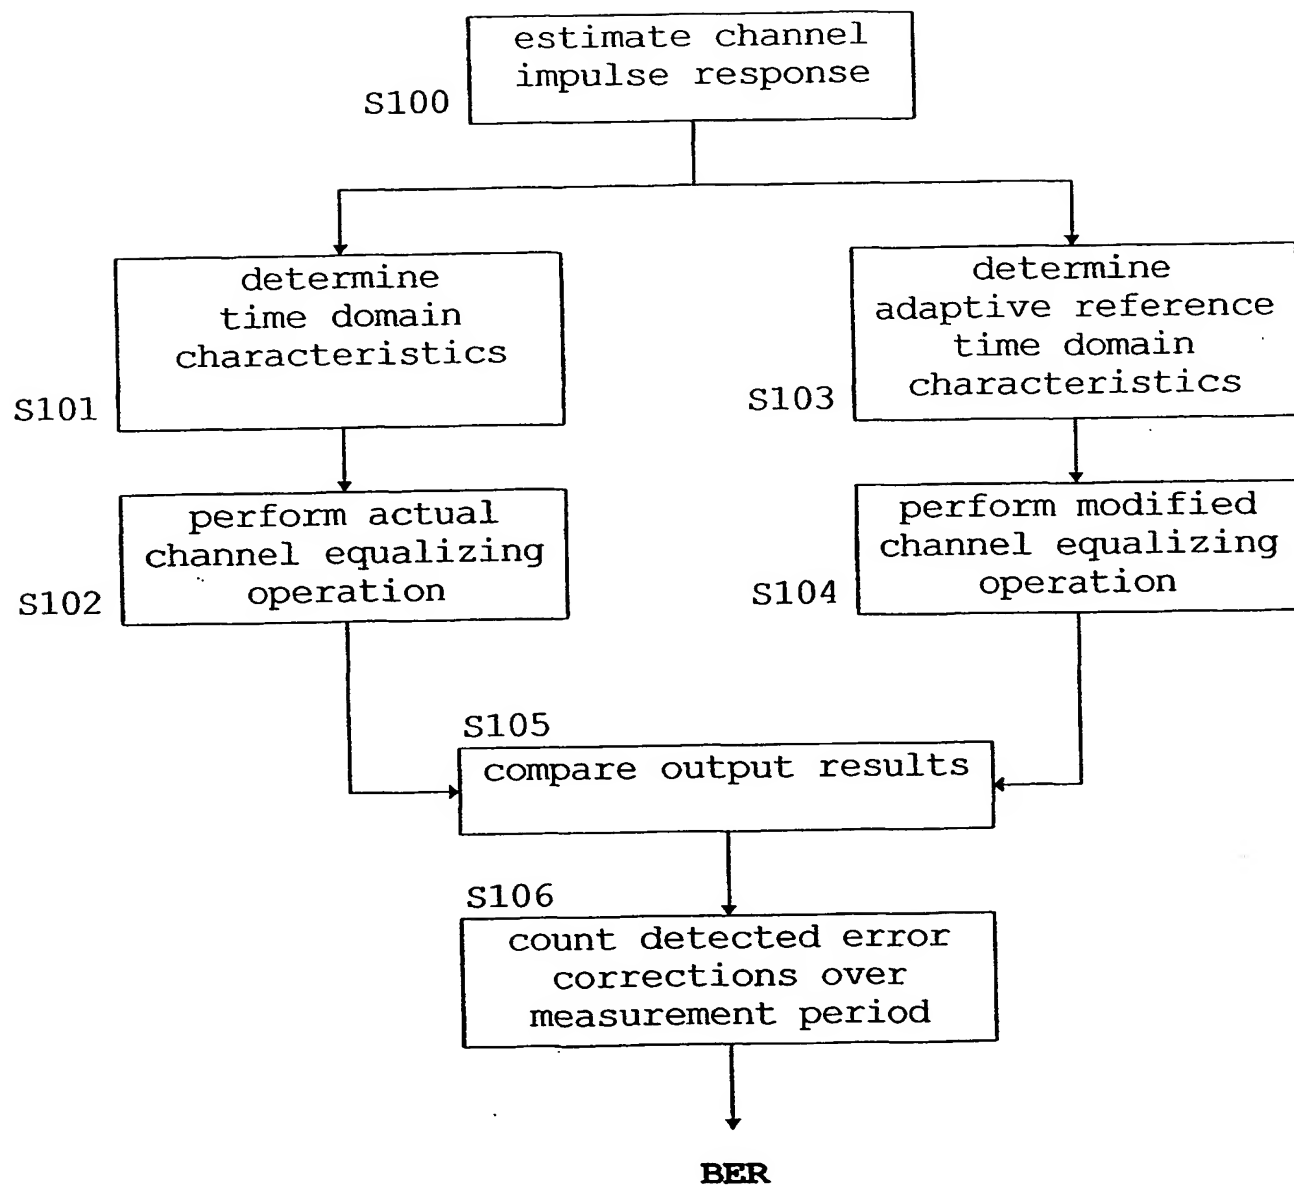 estimate channel
impulse response
S100
determine
time domain
characteristics
S101
determine
adaptive reference
time domain
characteristics
S103
perform actual
channel equalizing
operation
S102
perform modified
channel equalizing
operation
S104
S105
compare output results
S106
count detected error
corrections over
measurement period
BER